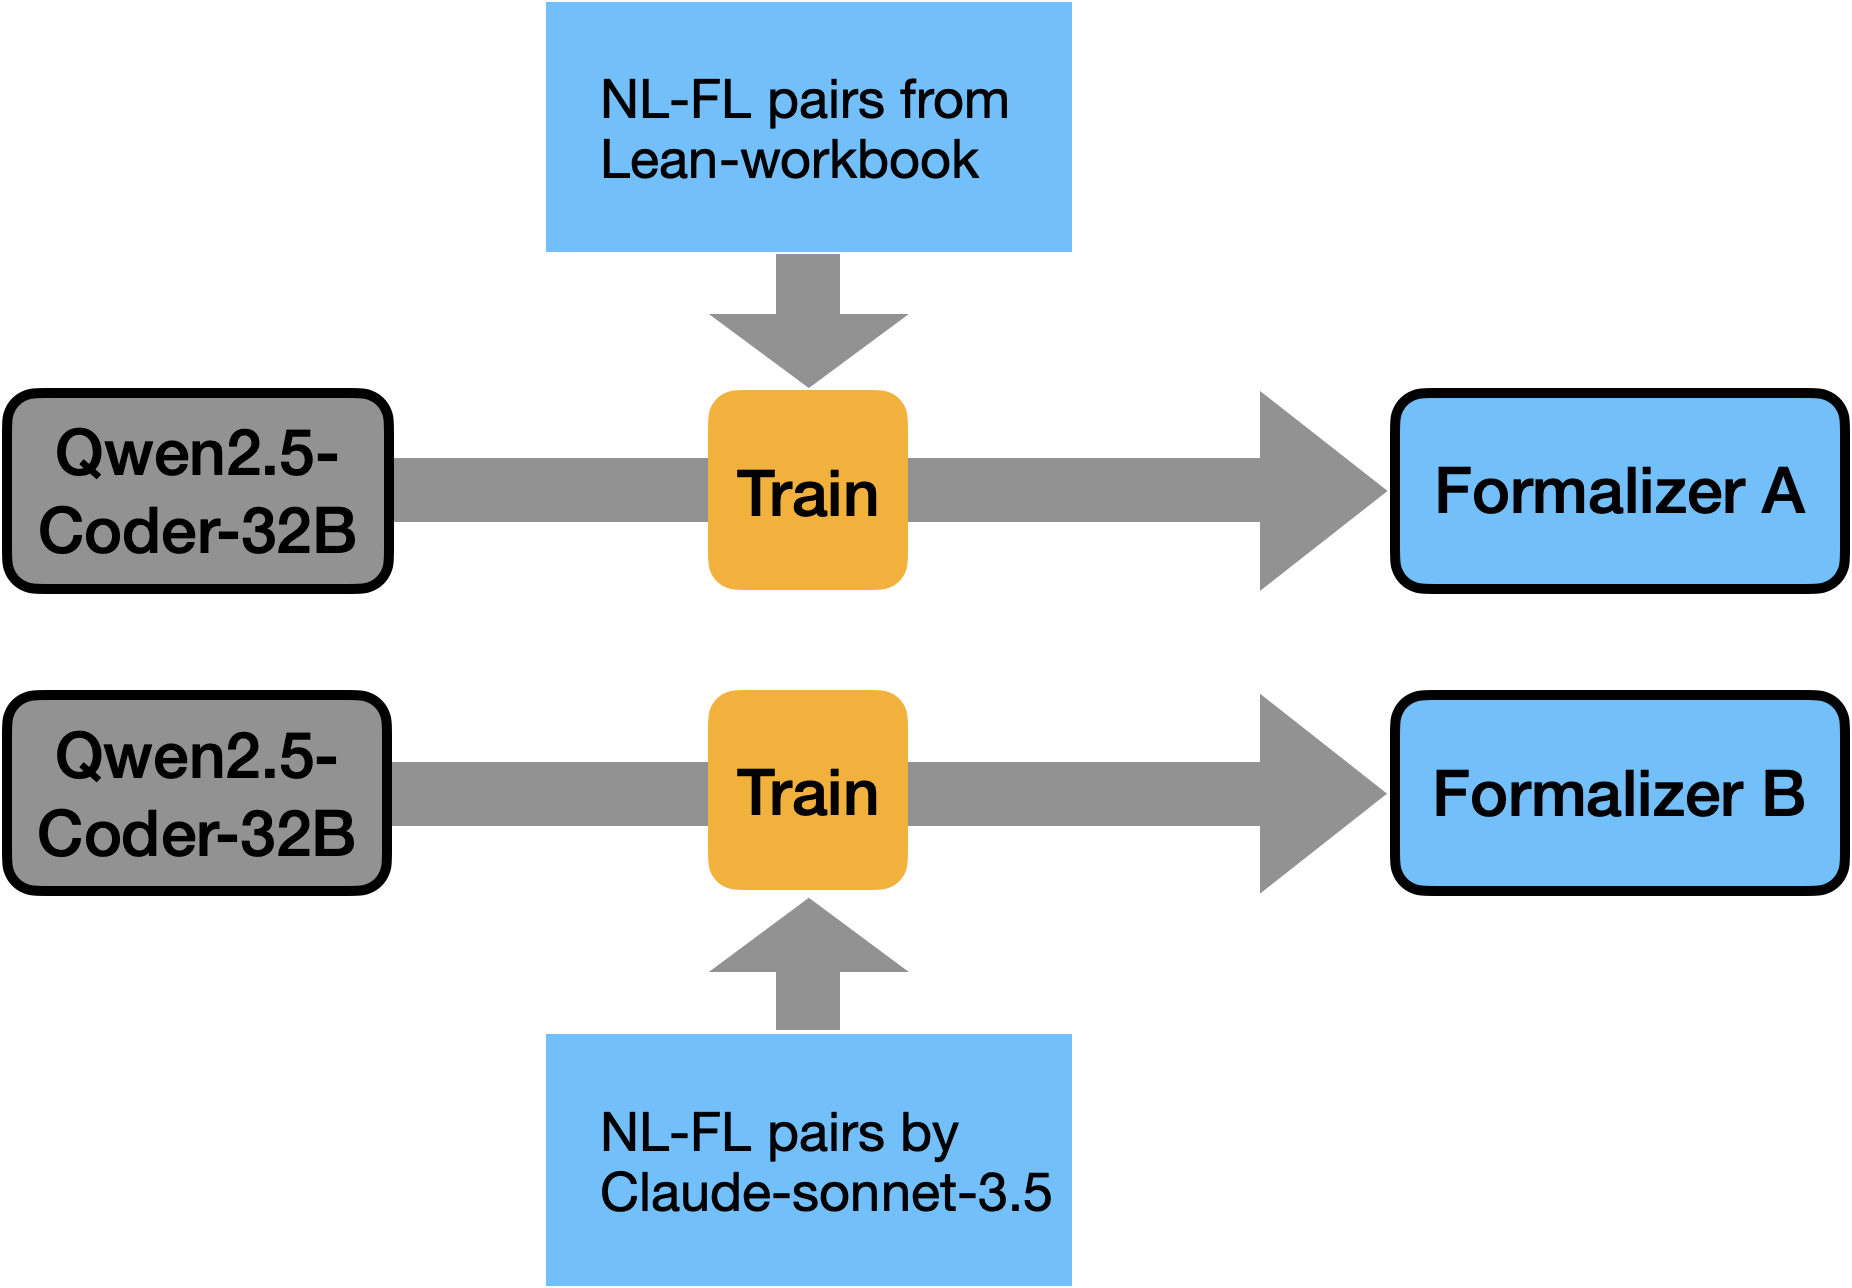 NL-FL pairs from
Lean-workbook
Qwen2.5-
Coder-32B
Train
Formalizer A
Qwen2.5-
Coder-32B
Train
Formalizer B
NL-FL pairs by
Claude-sonnet-3.5